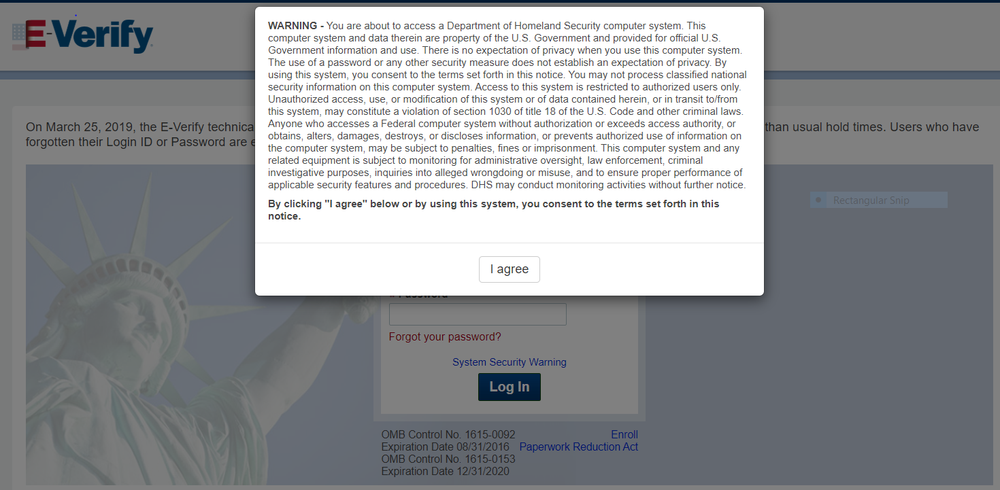 E-Verify
WARNING - You are about to access a Department of Homeland Security computer system. This
computer system and data therein are property of the U.S. Government and provided for official U.S.
Government information and use. There is no expectation of privacy when you use this computer system.
The use of a password or any other security measure does not establish an expectation of privacy. By
using this system, you consent to the terms set forth in this notice. You may not process classified national
security information on this computer system. Access to this system is restricted to authorized users only.
Unauthorized access, use, or modification of this system or of data contained herein, or in transit to/from
this system, may constitute a violation of section 1030 of title 18 of the U.S. Code and other criminal laws.
Anyone who accesses a Federal computer system without authorization or exceeds access authority, or
obtains, alters, damages, destroys, or discloses information, or prevents authorized use of information on
the computer system, may be subject to penalties, fines or imprisonment. This computer system and any
related equipment is subject to monitoring for administrative oversight, law enforcement, criminal
investigative purposes, inquiries into alleged wrongdoing or misuse, and to ensure proper performance of
applicable security features and procedures. DHS may conduct monitoring activities without further notice.
By clicking "I agree" below or by using this system, you consent to the terms set forth in this
notice.
I agree
On March 25, 2019, the E-Verify technica than usual hold times. Users who have
forgotten their Login ID or Password are e
Rectangular Snip
* Password
Forgot your password?
System Security Warning
Log In
OMB Control No. 1615-0092 Enroll
Expiration Date 08/31/2016 Paperwork Reduction Act
OMB Control No. 1615-0153
Expiration Date 12/31/2020